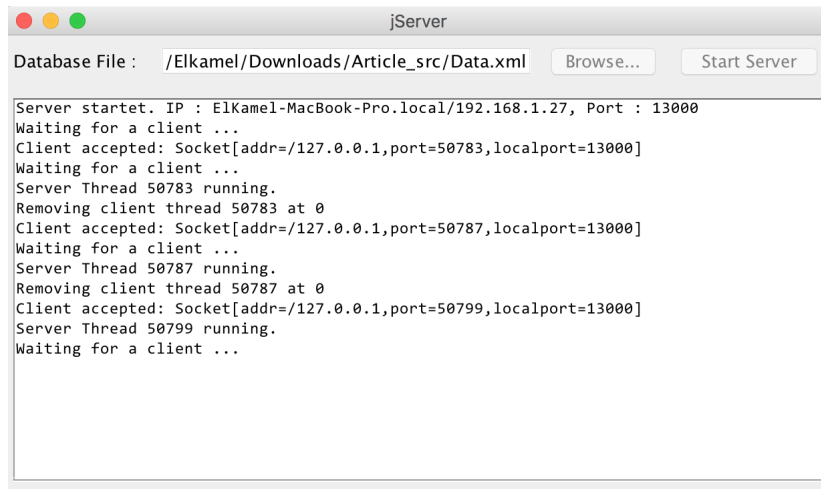 jServer
Database File : /Elkamel/Downloads/Article_src/Data.xml Browse... Start Server
Server startet. IP : ElKamel-MacBook-Pro.local/192.168.1.27, Port : 13000
Waiting for a client ...
Client accepted: Socket[addr=/127.0.0.1,port=50783,localport=13000]
Waiting for a client ...
Server Thread 50783 running.
Removing client thread 50783 at 0
Client accepted: Socket[addr=/127.0.0.1,port=50787,localport=13000]
Waiting for a client ...
Server Thread 50787 running.
Removing client thread 50787 at 0
Client accepted: Socket[addr=/127.0.0.1,port=50799,localport=13000]
Server Thread 50799 running.
Waiting for a client ...